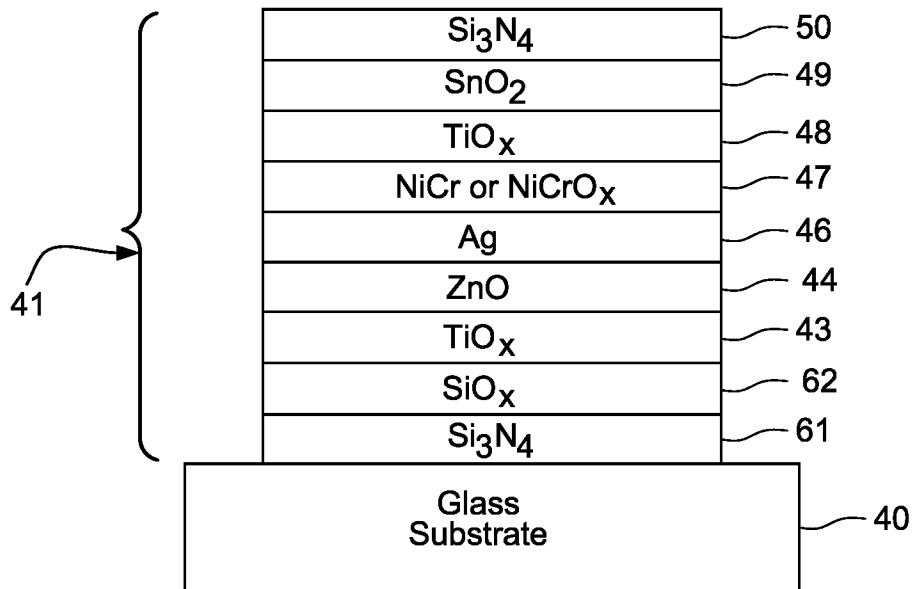 Si3N4 50
SnO2 49
TiOx 48
NiCr or NiCrOx 47
Ag 46
41
ZnO 44
TiOx 43
SiOx 62
Si3N4 61
Glass
Substrate
40